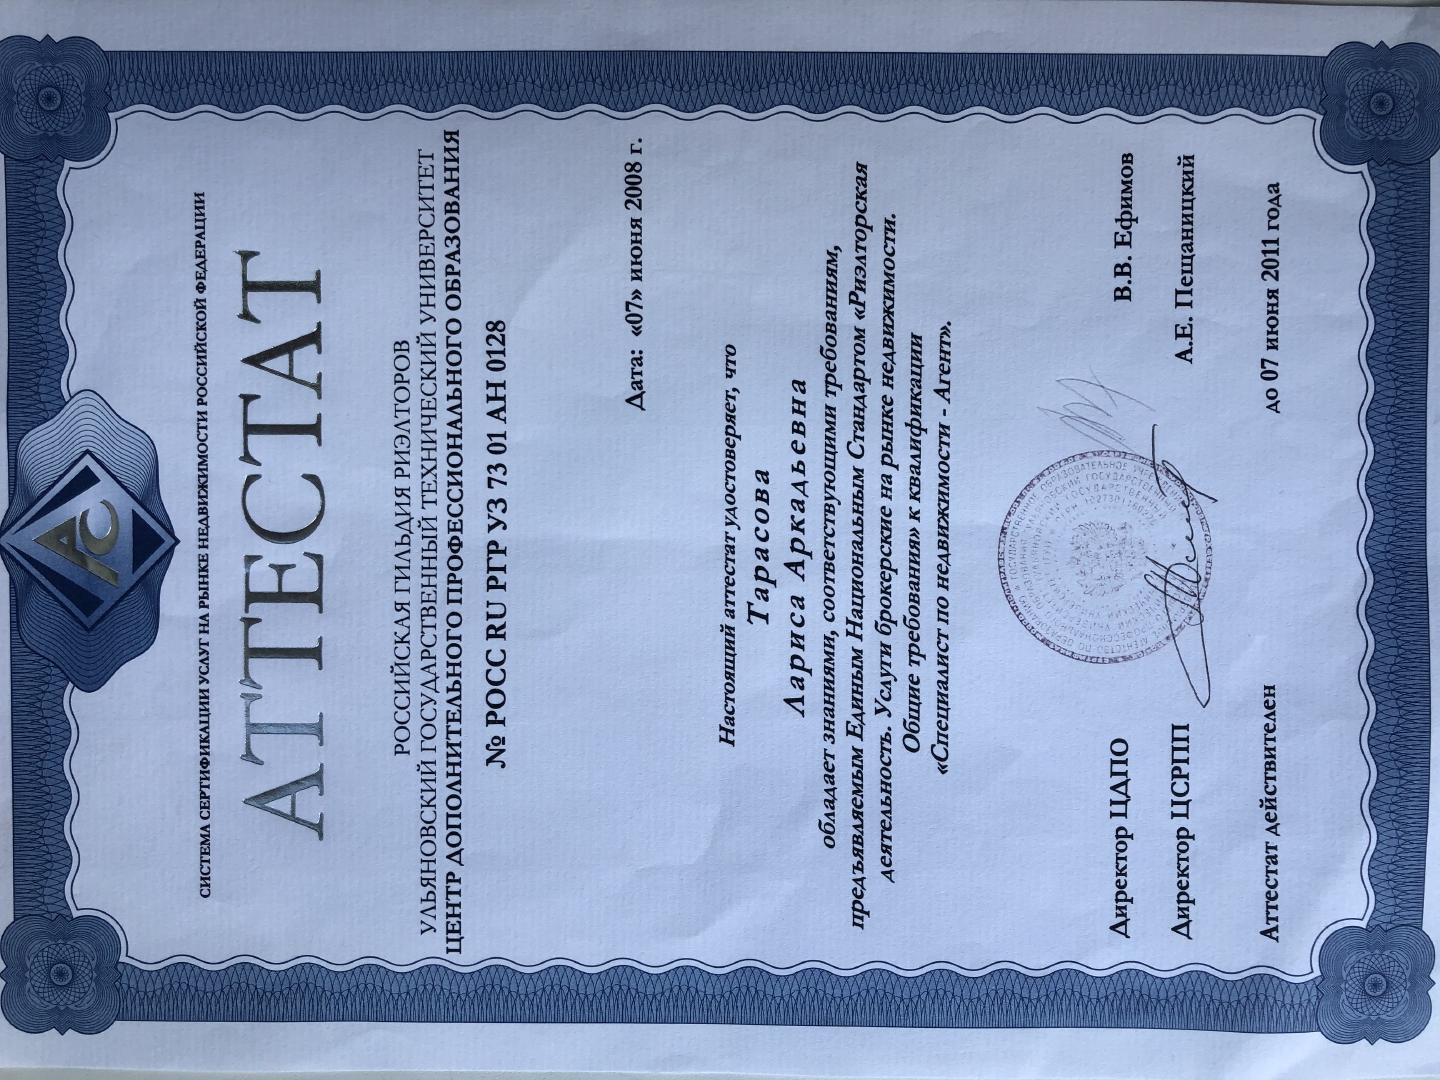 АС
СИСТЕМА СЕРТИФИКАЦИИ УСЛУГ НА РЫНКЕ НЕДВИЖИМОСТИ РОССИЙСКОЙ ФЕДЕРАЦИИ
АТТЕСТАТ
РОССИЙСКАЯ ГИЛЬДИЯ РИЭЛТОРОВ
УЛЬЯНОВСКИЙ ГОСУДАРСТВЕННЫЙ ТЕХНИЧЕСКИЙ УНИВЕРСИТЕТ
ЦЕНТР ДОПОЛНИТЕЛЬНОГО ПРОФЕССИОНАЛЬНОГО ОБРАЗОВАНИЯ
№ РОСС RU РГР УЗ 73 01 АН 0128
Дата: «07» июня 2008 г.
Настоящий аттестат удостоверяет, что
Тарасова
Лариса Аркадьевна
обладает знаниями, соответствующими требованиям,
предъявляемым Единым Национальным Стандартом «Риэлторская
деятельность. Услуги брокерские на рынке недвижимости.
Общие требования» к квалификации
«Специалист по недвижимости - Агент».
Директор ЦДПО В.В. Ефимов
Директор ЦСРПП А.Е. Пещаницкий
Аттестат действителен до 07 июня 2011 года